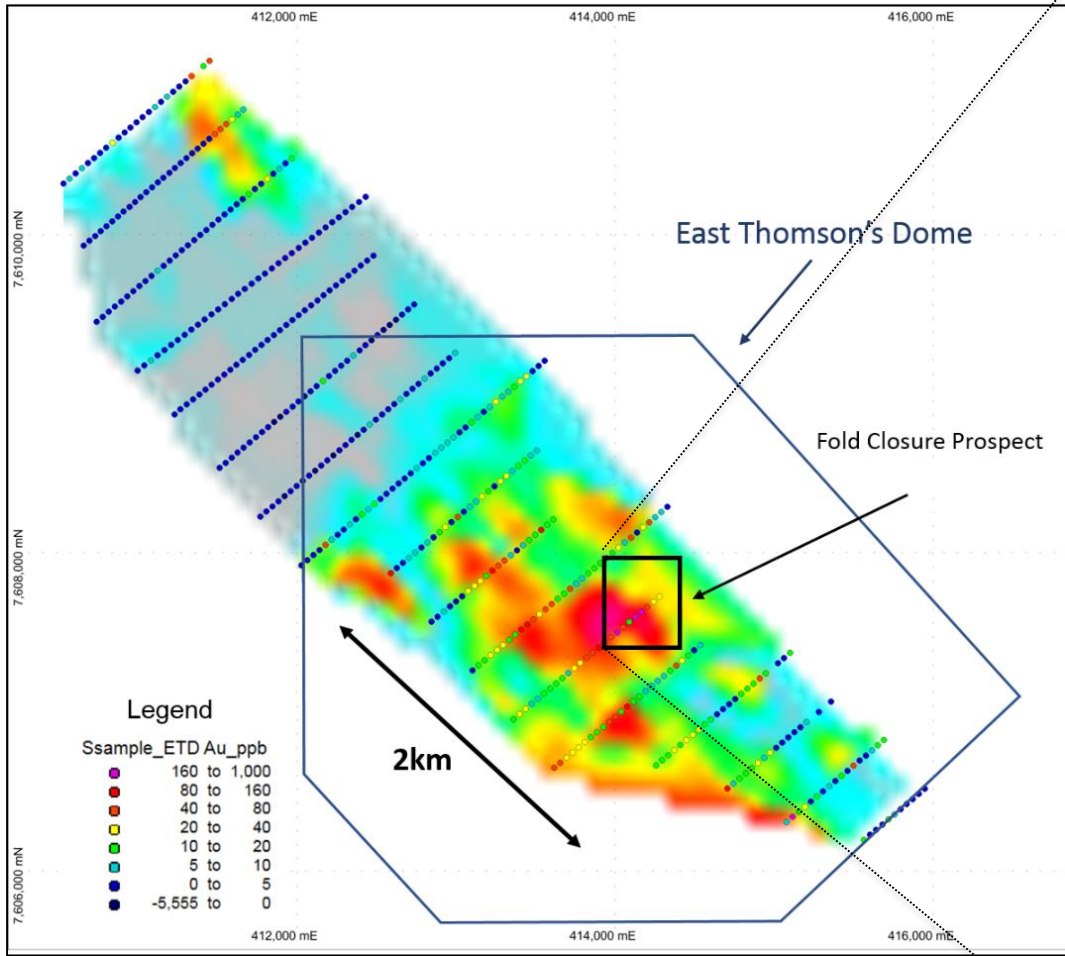 412,000 mE
414,000 mE
416,000 mE
7,610,000 mN
East Thomson's Dome
Fold Closure Prospect
7,608,000 mN
2km
Legend
Ssample_ETD Au_ppb
160 to 1,000
80 to 160
40 to 80
20 to 40
10 to 20
5 to 10
0 to 5
-5,555 to 0
7,606,000 mN
412,000 mE
414,000 mE
416,000 mE